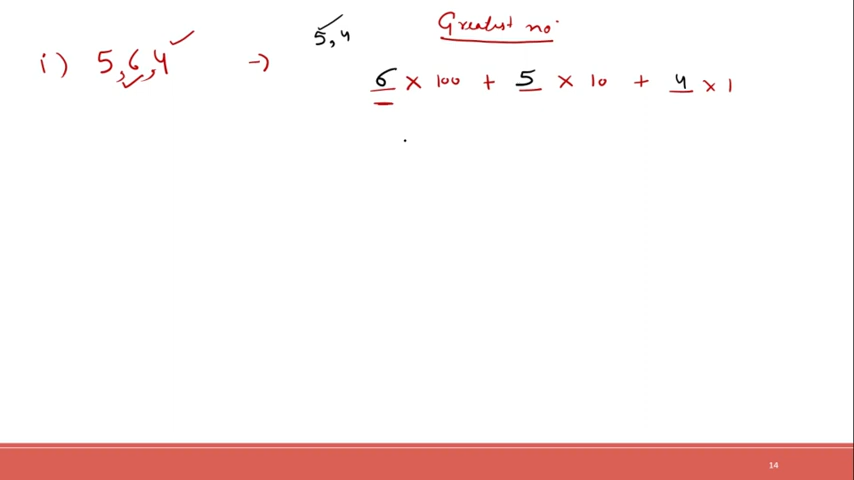 Greatest no.
5, 4
i) 5, 6, 4 →
6 × 100 + 5 × 10 + 4 × 1
14